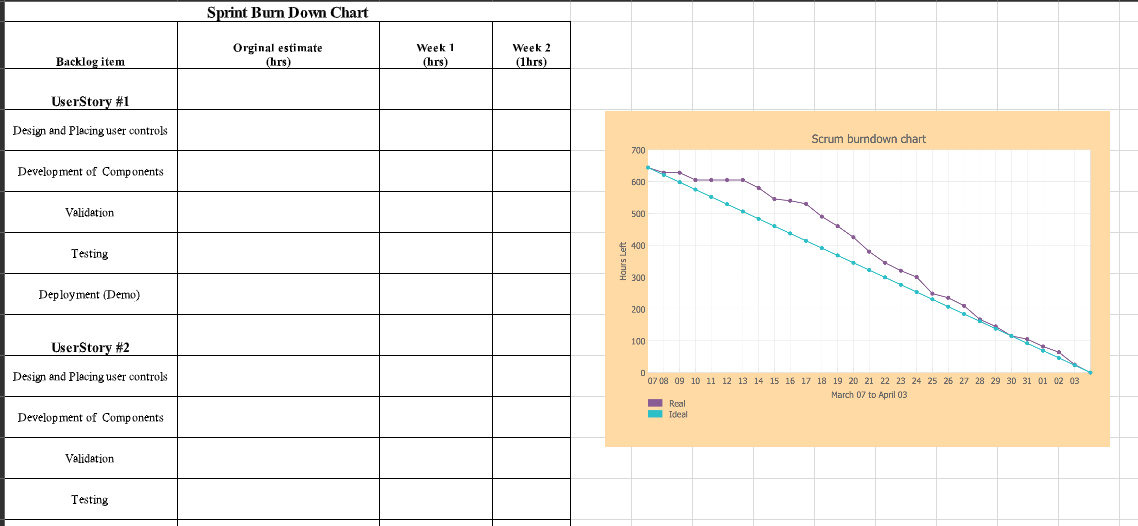 Sprint Burn Down Chart
Backlog item
Orginal estimate
(hrs)
Week 1
(hrs)
Week 2
(1hrs)
UserStory #1
Design and Placing user controls
Development of Components
Validation
Testing
Deployment (Demo)
UserStory #2
Design and Placing user controls
Development of Components
Validation
Testing
Scrum burndown chart
700
600
500
400
300
200
100
0
Hours Left
07 08 09 10 11 12 13 14 15 16 17 18 19 20 21 22 23 24 25 26 27 28 29 30 31 01 02 03
March 07 to April 03
Real
Ideal